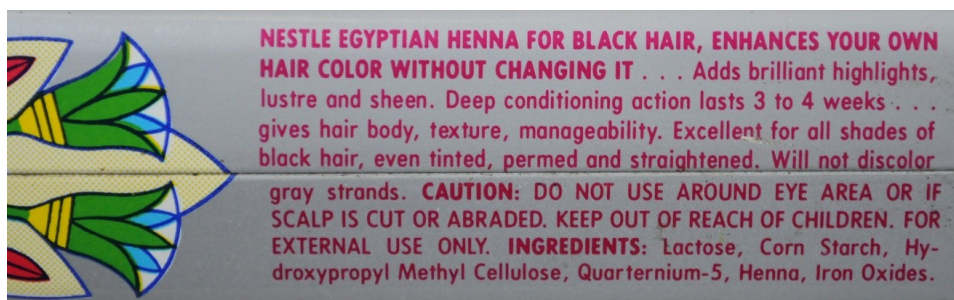 NESTLE EGYPTIAN HENNA FOR BLACK HAIR, ENHANCES YOUR OWN
HAIR COLOR WITHOUT CHANGING IT . . . Adds brilliant highlights,
lustre and sheen. Deep conditioning action lasts 3 to 4 weeks . . .
gives hair body, texture, manageability. Excellent for all shades of
black hair, even tinted, permed and straightened. Will not discolor
gray strands. CAUTION: DO NOT USE AROUND EYE AREA OR IF
SCALP IS CUT OR ABRADED. KEEP OUT OF REACH OF CHILDREN. FOR
EXTERNAL USE ONLY. INGREDIENTS: Lactose, Corn Starch, Hy-
droxypropyl Methyl Cellulose, Quarternium-5, Henna, Iron Oxides.